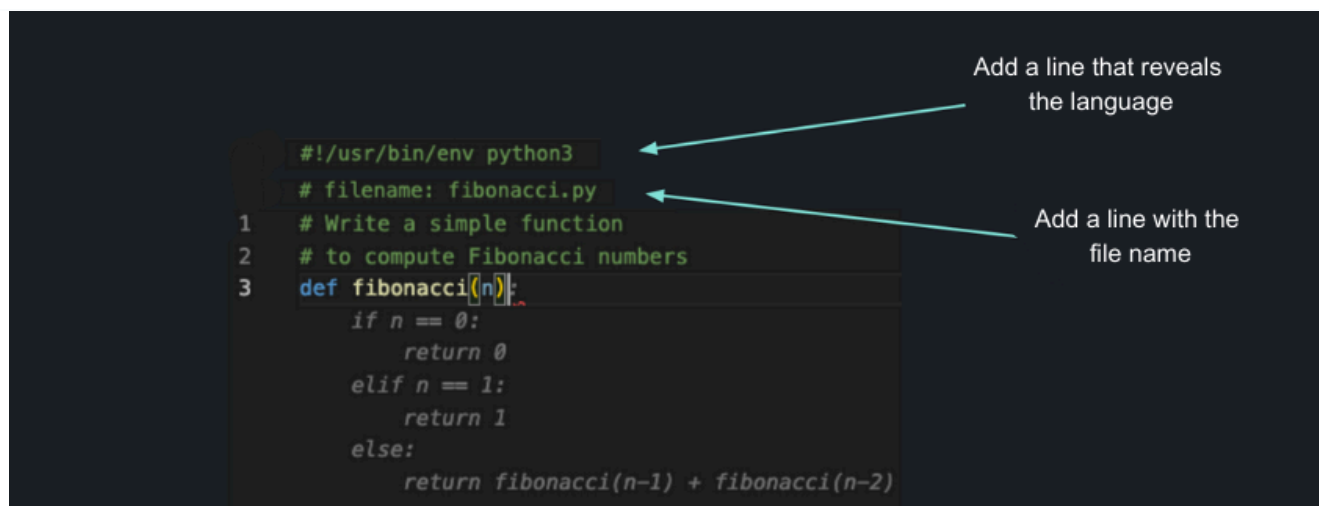 Add a line that reveals
the language
#!/usr/bin/env python3
# filename: fibonacci.py
Add a line with the
file name
1 # Write a simple function
2 # to compute Fibonacci numbers
3 def fibonacci(n):
if n == 0:
return 0
elif n == 1:
return 1
else:
return fibonacci(n-1) + fibonacci(n-2)